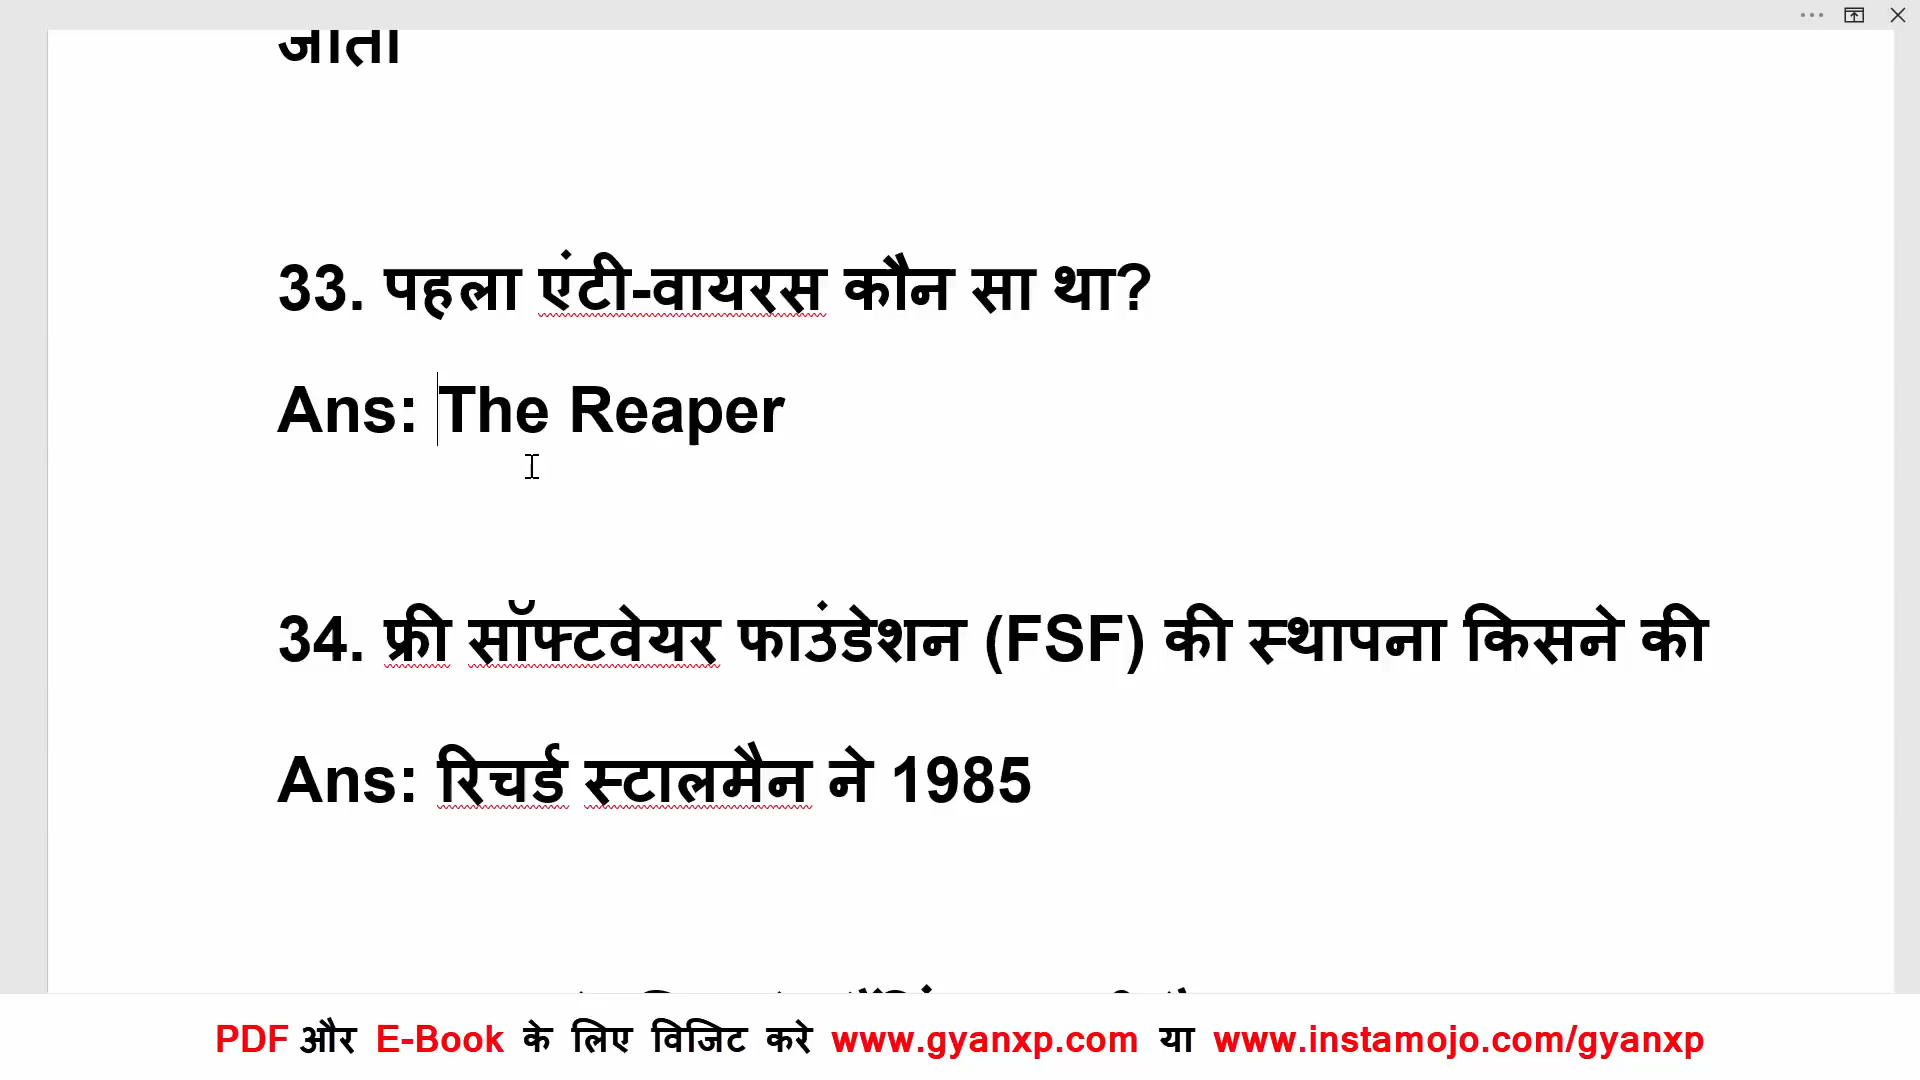 जाता
33. पहला एंटी-वायरस कौन सा था?
Ans: The Reaper
34. फ्री सॉफ्टवेयर फाउंडेशन (FSF) की स्थापना किसने की
Ans: रिचर्ड स्टालमैन ने 1985
PDF और E-Book के लिए विजिट करे www.gyanxp.com या www.instamojo.com/gyanxp